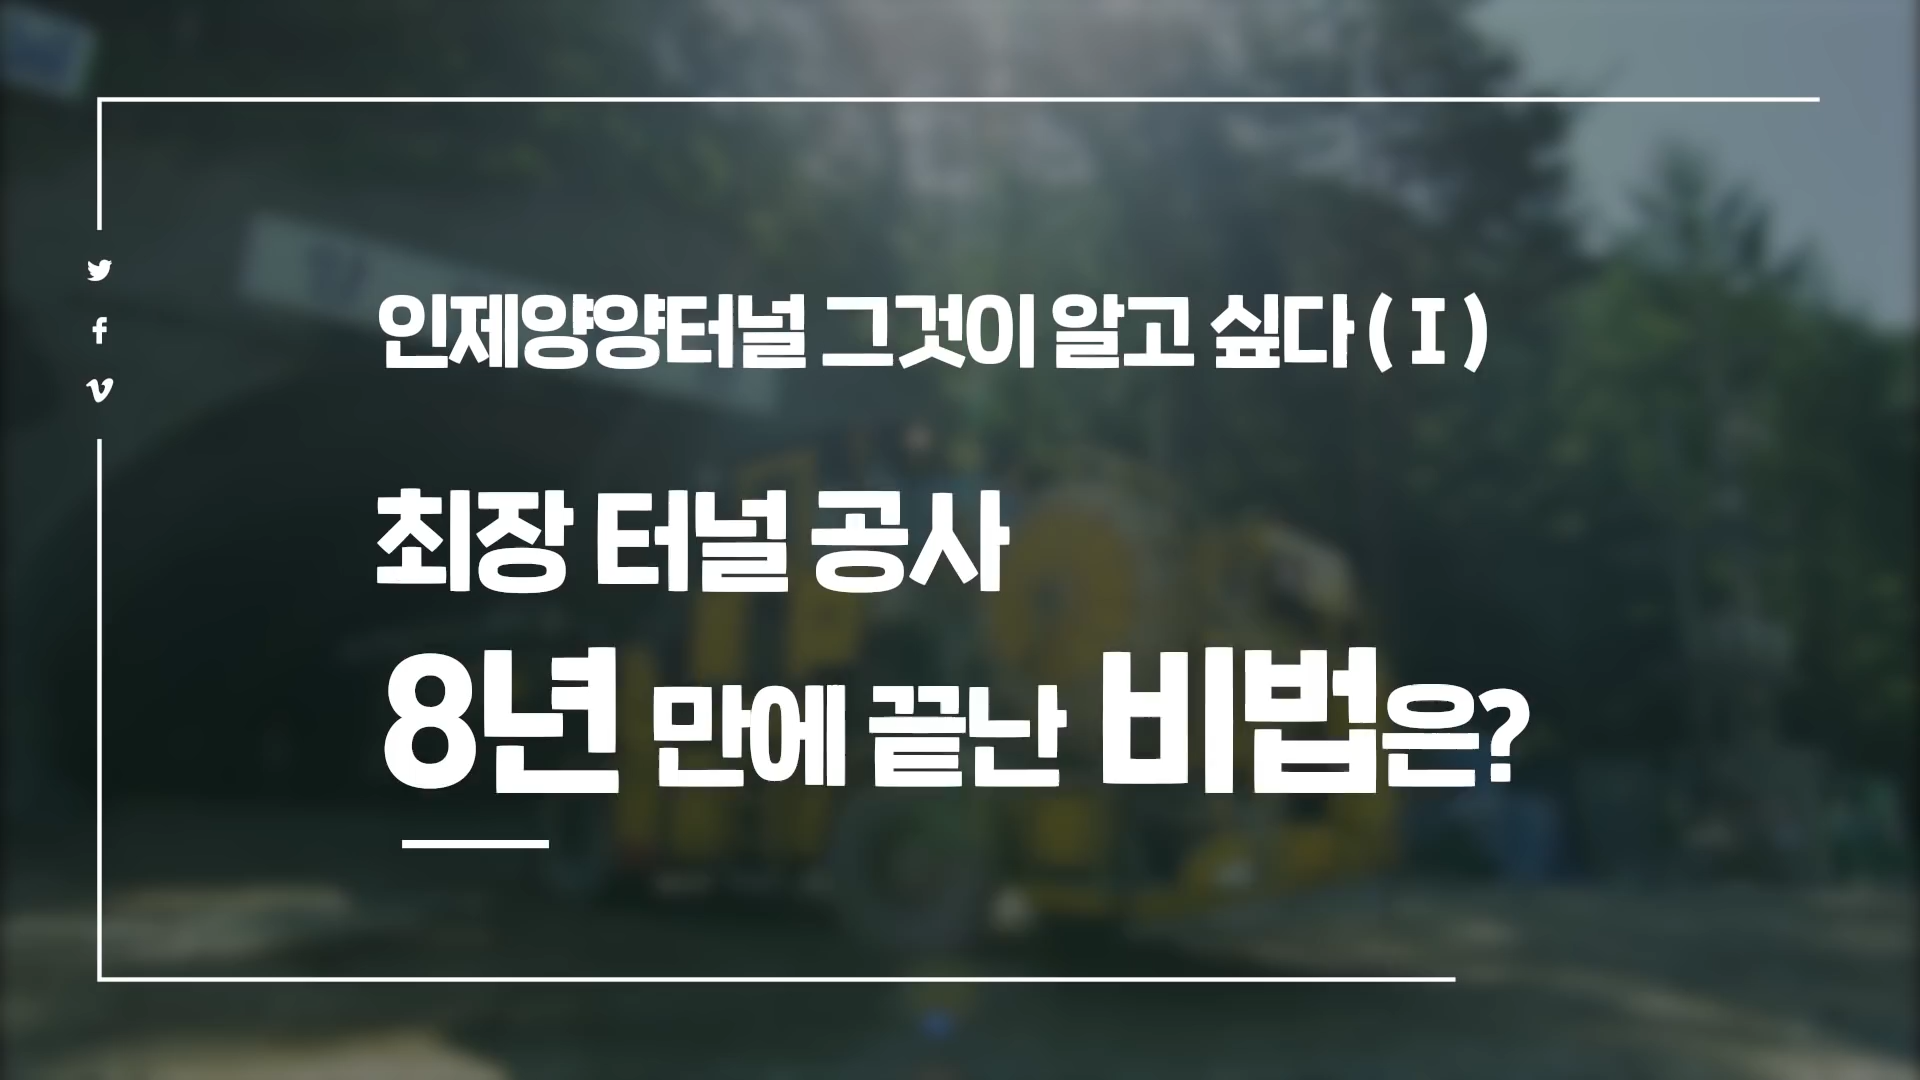 인제양양터널 그것이 알고 싶다 ( I )
최장 터널 공사
8년 만에 끝난 비법은?